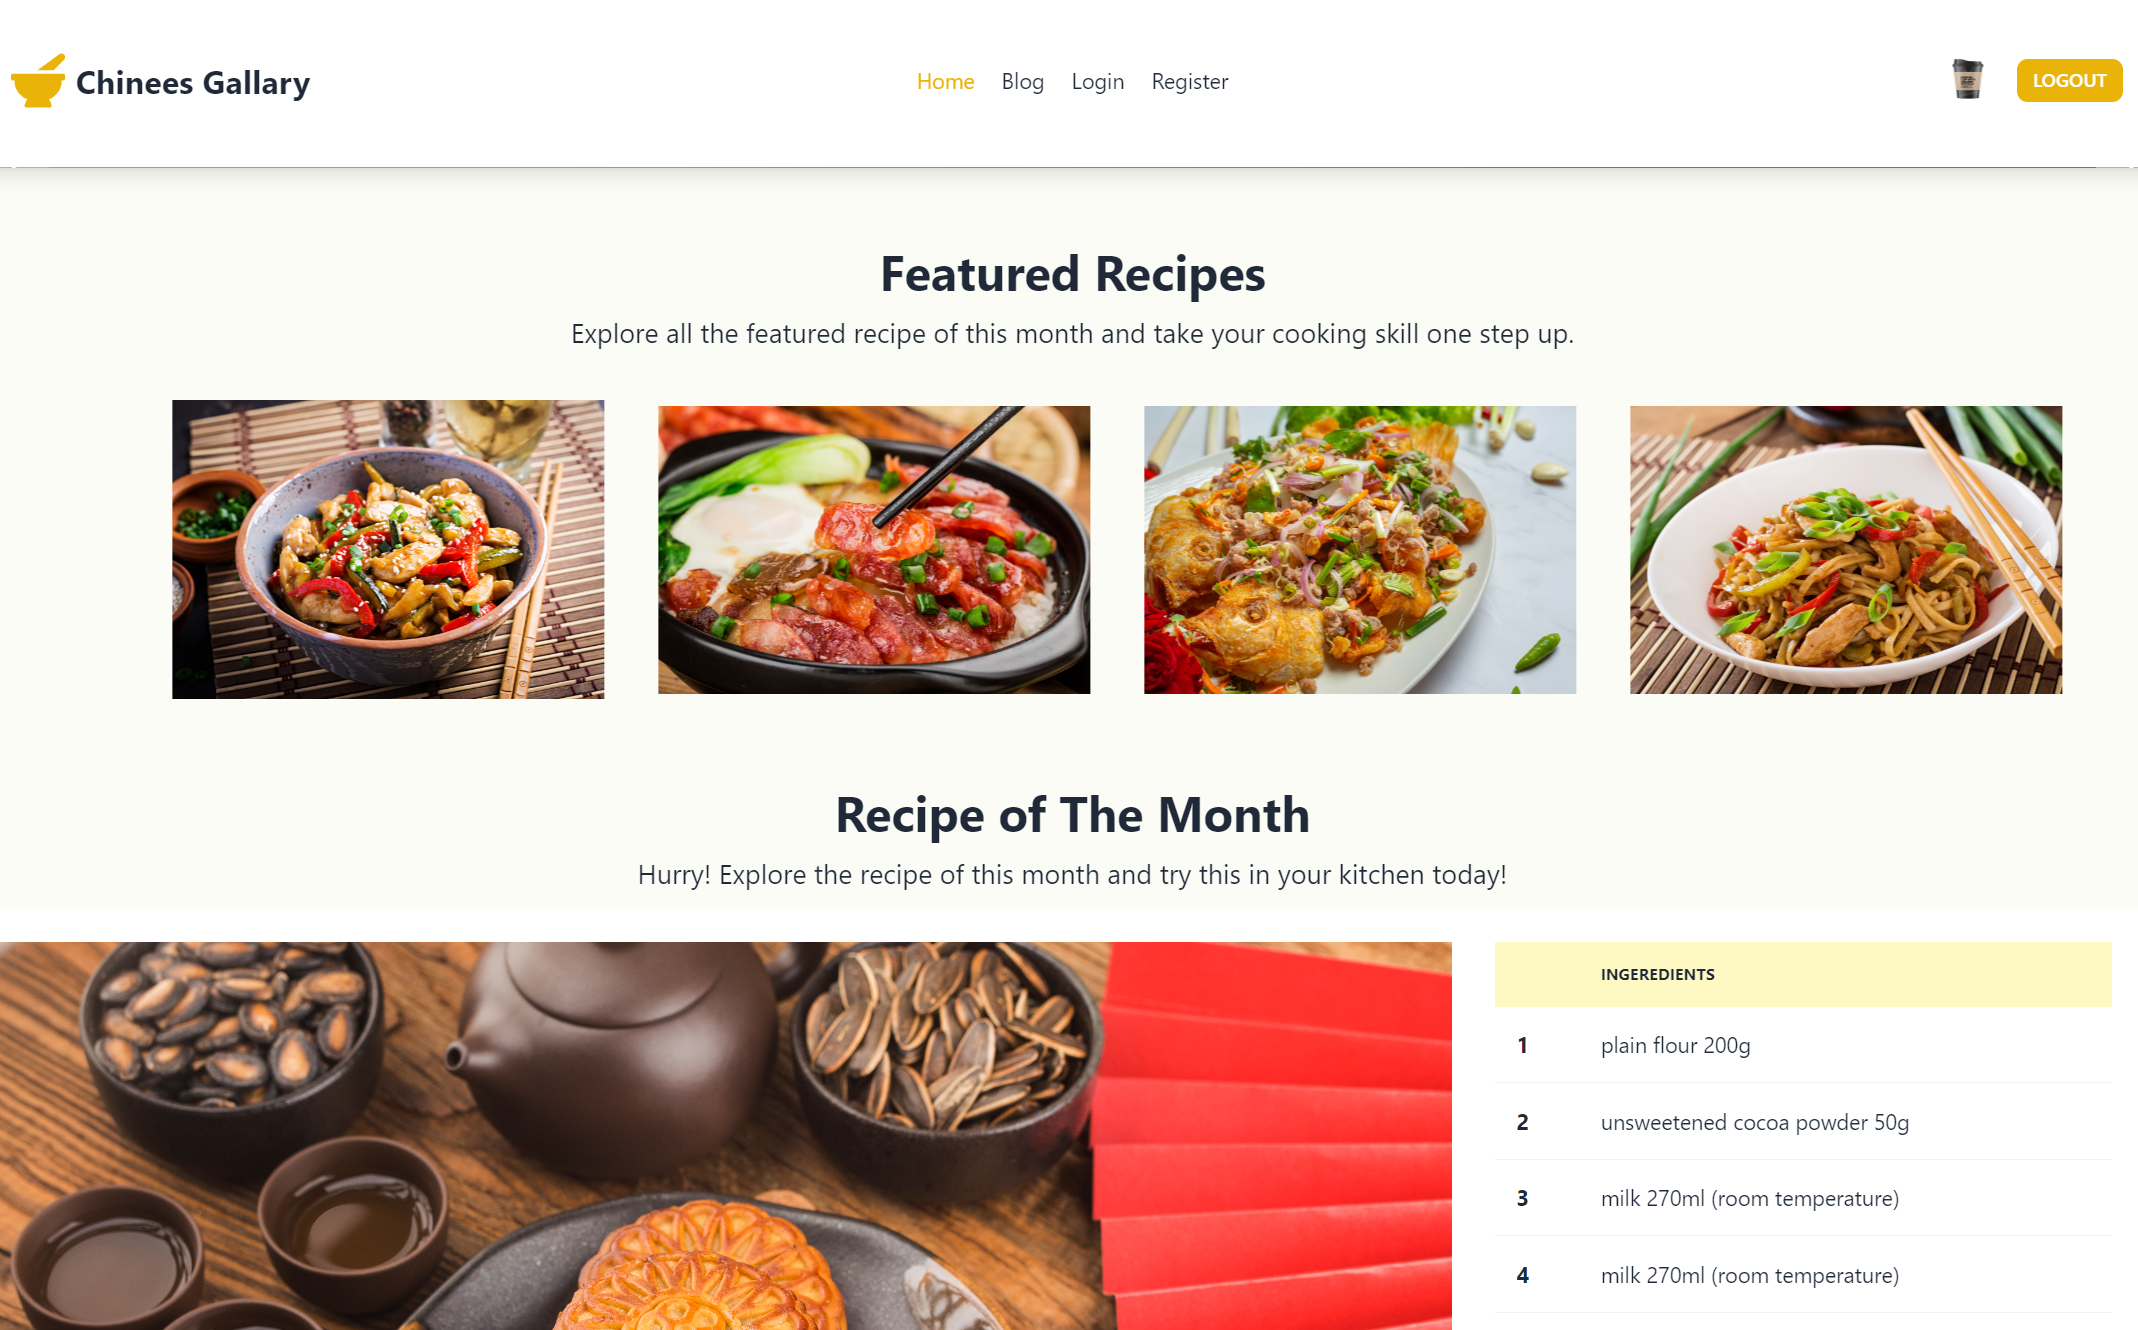 Chinees Gallary
Home Blog Login Register
LOGOUT
Featured Recipes
Explore all the featured recipe of this month and take your cooking skill one step up.
Recipe of The Month
Hurry! Explore the recipe of this month and try this in your kitchen today!
INGEREDIENTS
1 plain flour 200g
2 unsweetened cocoa powder 50g
3 milk 270ml (room temperature)
4 milk 270ml (room temperature)